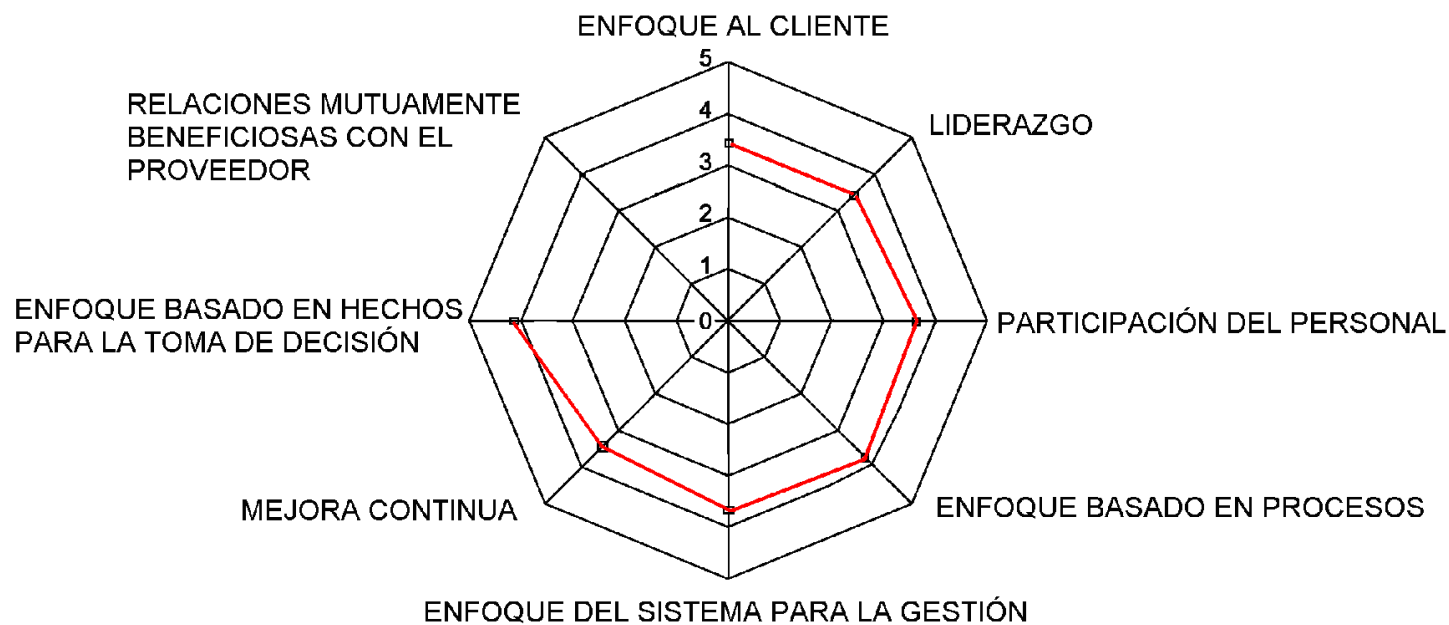 ENFOQUE AL CLIENTE
5
RELACIONES MUTUAMENTE
BENEFICIOSAS CON EL
PROVEEDOR
4
LIDERAZGO
3
2
1
ENFOQUE BASADO EN HECHOS
PARA LA TOMA DE DECISIÓN
0
PARTICIPACIÓN DEL PERSONAL
MEJORA CONTINUA
ENFOQUE BASADO EN PROCESOS
ENFOQUE DEL SISTEMA PARA LA GESTIÓN